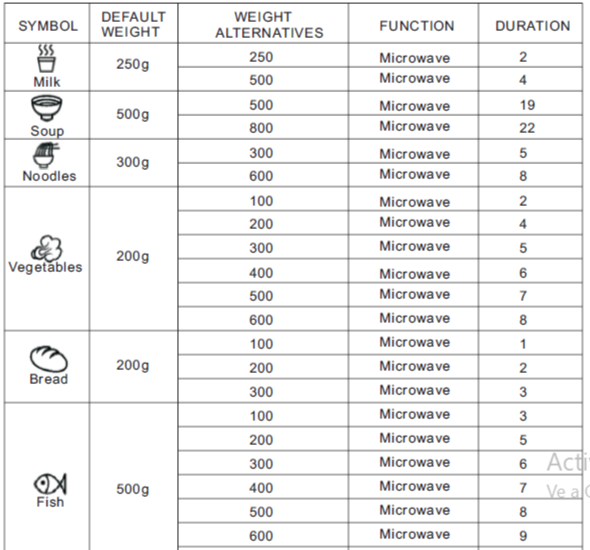 SYMBOL DEFAULT WEIGHT WEIGHT ALTERNATIVES FUNCTION DURATION
Milk 250g 250 Microwave 2
500 Microwave 4
Soup 500g 500 Microwave 19
800 Microwave 22
Noodles 300g 300 Microwave 5
600 Microwave 8
Vegetables 200g 100 Microwave 2
200 Microwave 4
300 Microwave 5
400 Microwave 6
500 Microwave 7
600 Microwave 8
Bread 200g 100 Microwave 1
200 Microwave 2
300 Microwave 3
Fish 500g 100 Microwave 3
200 Microwave 5
300 Microwave 6
400 Microwave 7
500 Microwave 8
600 Microwave 9